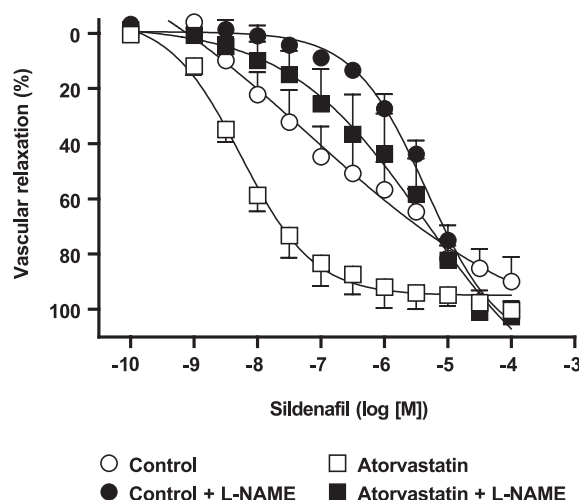 Vascular relaxation (%)
0
20
40
60
80
100
-10 -9 -8 -7 -6 -5 -4 -3
Sildenafil (log [M])
Control Atorvastatin
Control + L-NAME Atorvastatin + L-NAME